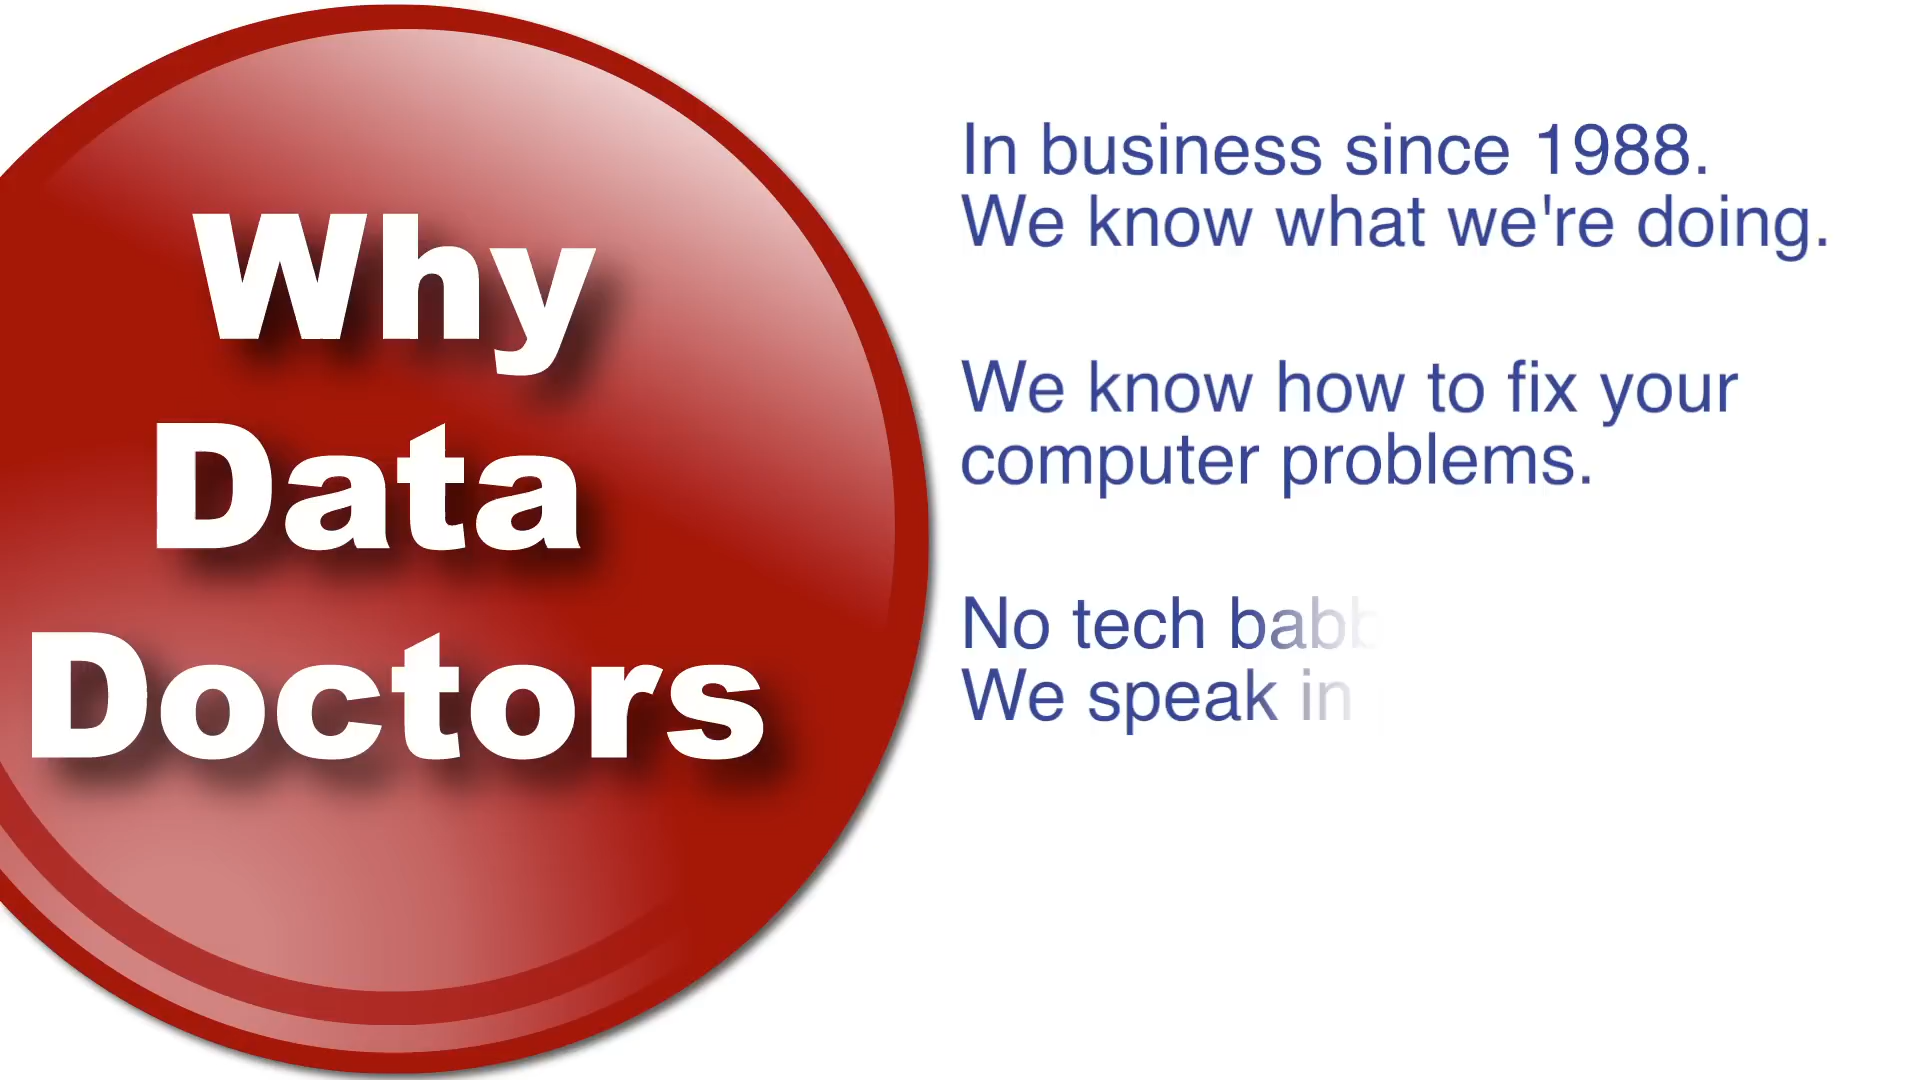 Why
Data
Doctors
In business since 1988.
We know what we're doing.
We know how to fix your
computer problems.
No tech
We speak in